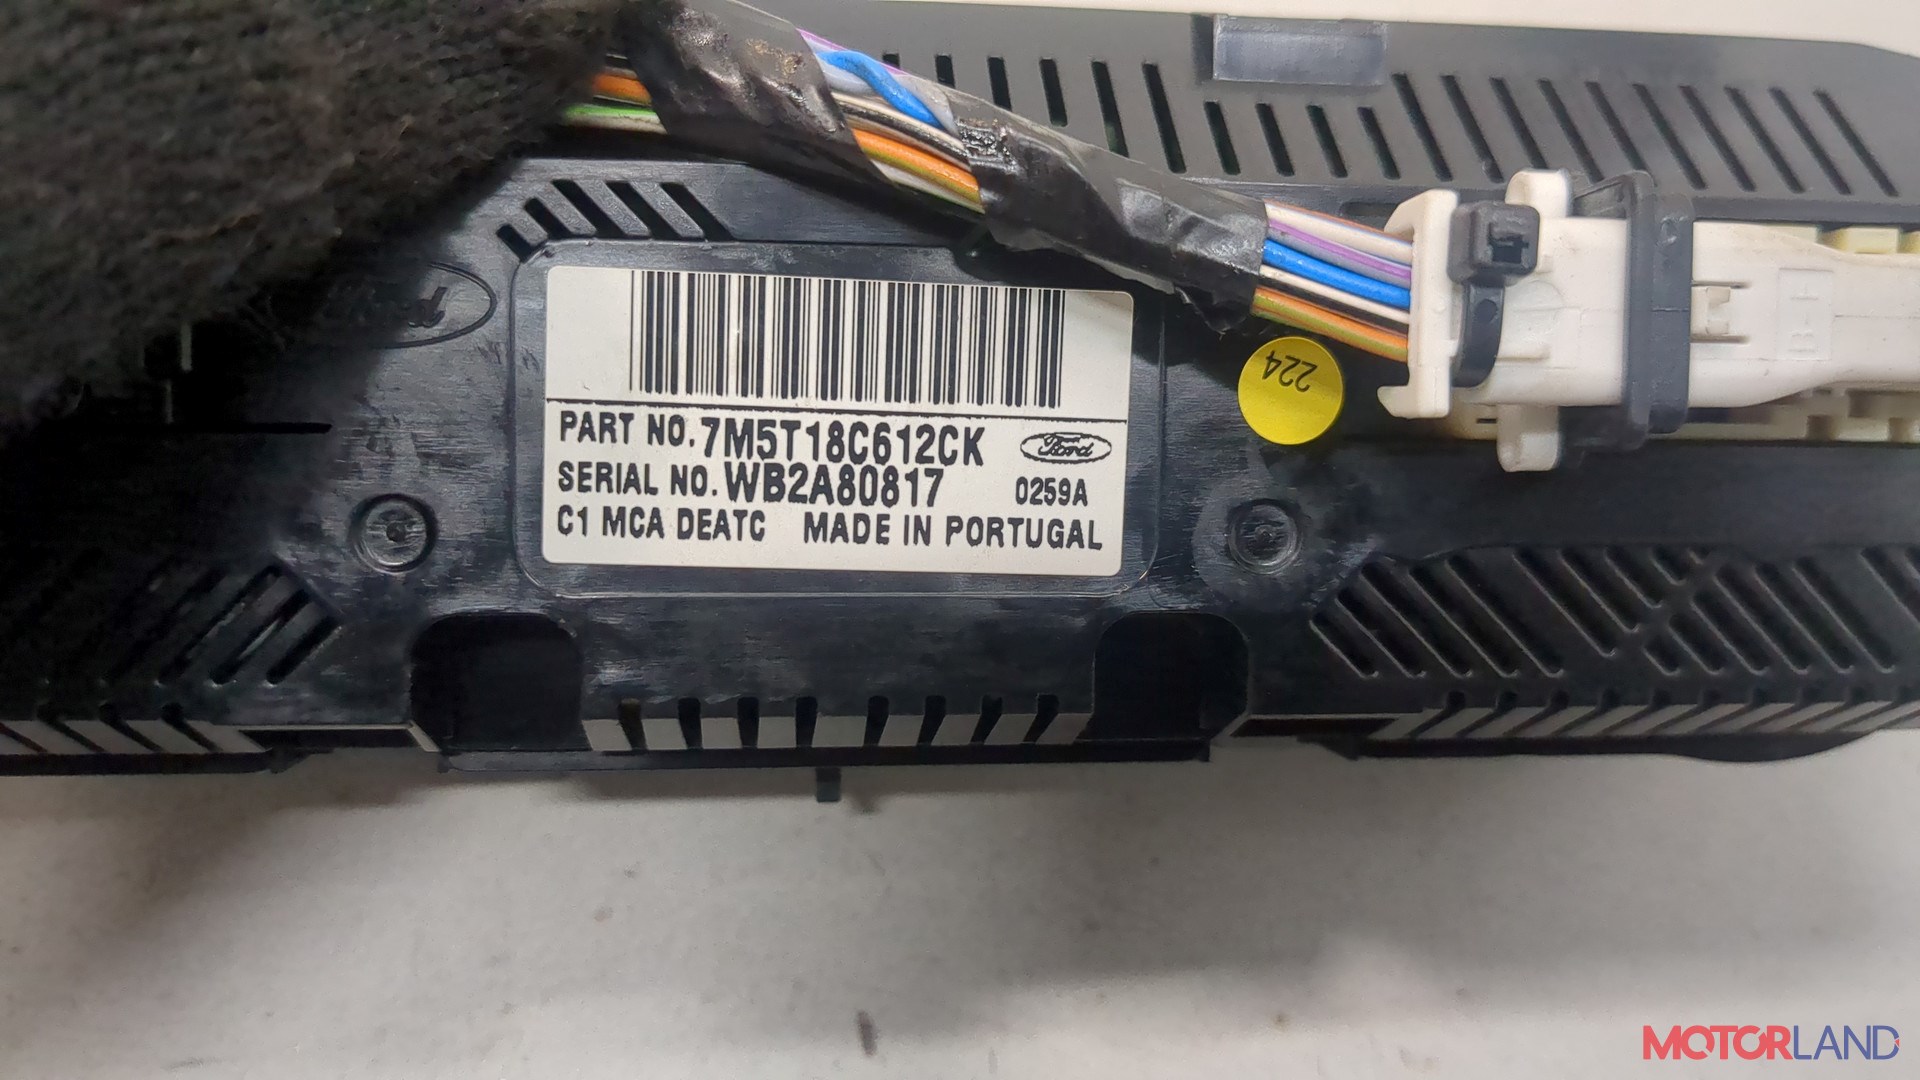 224
PART NO. 7M5T18C612CK
Ford
SERIAL NO. WB2A80817 0259A
C1 MCA DEATC MADE IN PORTUGAL
MOTORLAND